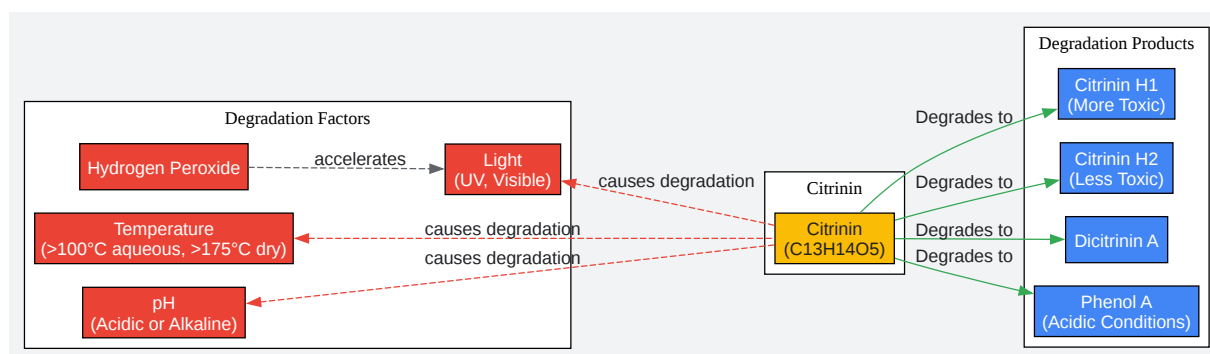 Degradation Factors
Hydrogen Peroxide
accelerates
Light
(UV, Visible)
Temperature
(>100°C aqueous, >175°C dry)
pH
(Acidic or Alkaline)
causes degradation
causes degradation
causes degradation
Citrinin
Citrinin
(C13H14O5)
Degrades to
Degrades to
Degrades to
Degrades to
Degradation Products
Citrinin H1
(More Toxic)
Citrinin H2
(Less Toxic)
Dicitrinin A
Phenol A
(Acidic Conditions)